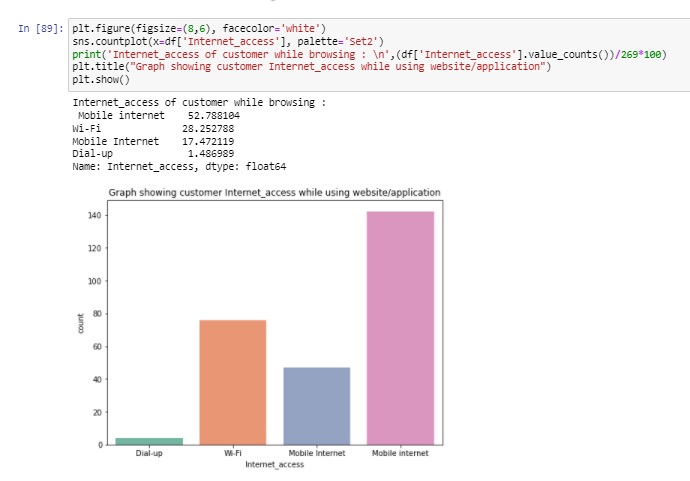 In [89]: plt.figure(figsize=(8,6), facecolor='white')
sns.countplot(x=df['Internet_access'], palette='Set2')
print('Internet_access of customer while browsing : \n',(df['Internet_access'].value_counts())/269*100)
plt.title("Graph showing customer Internet_access while using website/application")
plt.show()
Internet_access of customer while browsing :
Mobile internet 52.788104
Wi-Fi 28.252788
Mobile Internet 17.472119
Dial-up 1.486989
Name: Internet_access, dtype: float64
Graph showing customer Internet_access while using website/application
140
120
100
80
60
40
20
0
count
Dial-up Wi-Fi Mobile Internet Mobile internet
Internet_access